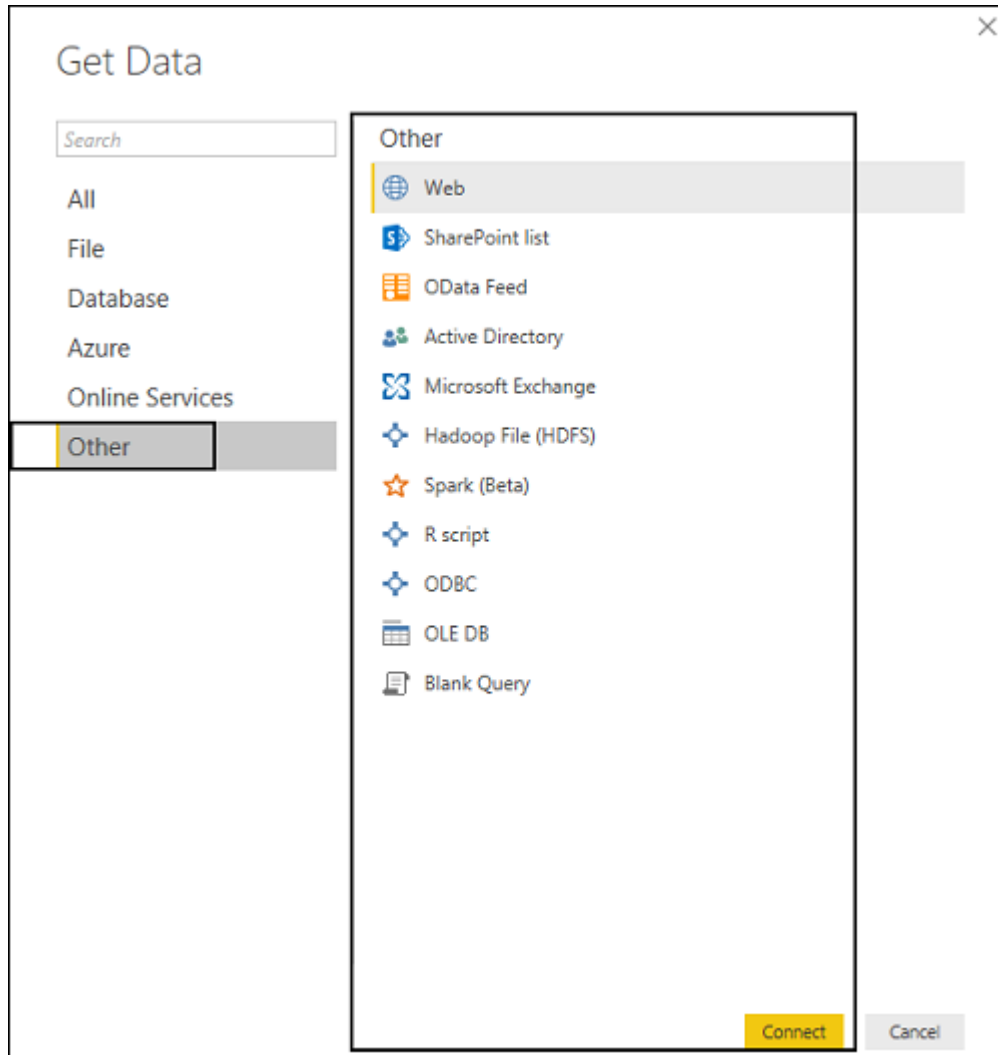 Get Data
Search
All
File
Database
Azure
Online Services
Other
Other
Web
SharePoint list
OData Feed
Active Directory
Microsoft Exchange
Hadoop File (HDFS)
Spark (Beta)
R script
ODBC
OLE DB
Blank Query
Connect
Cancel